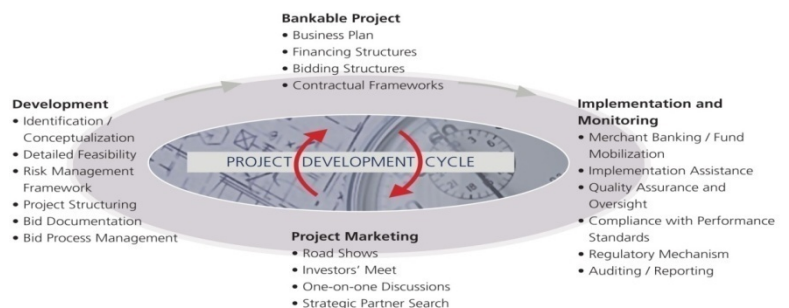 Bankable Project
• Business Plan
• Financing Structures
• Bidding Structures
• Contractual Frameworks
Development
• Identification /
Conceptualization
• Detailed Feasibility
• Risk Management
Framework
• Project Structuring
• Bid Documentation
• Bid Process Management
PROJECT DEVELOPMENT CYCLE
Implementation and
Monitoring
• Merchant Banking / Fund
Mobilization
• Implementation Assistance
• Quality Assurance and
Oversight
• Compliance with Performance
Standards
• Regulatory Mechanism
• Auditing / Reporting
Project Marketing
• Road Shows
• Investors' Meet
• One-on-one Discussions
• Strategic Partner Search